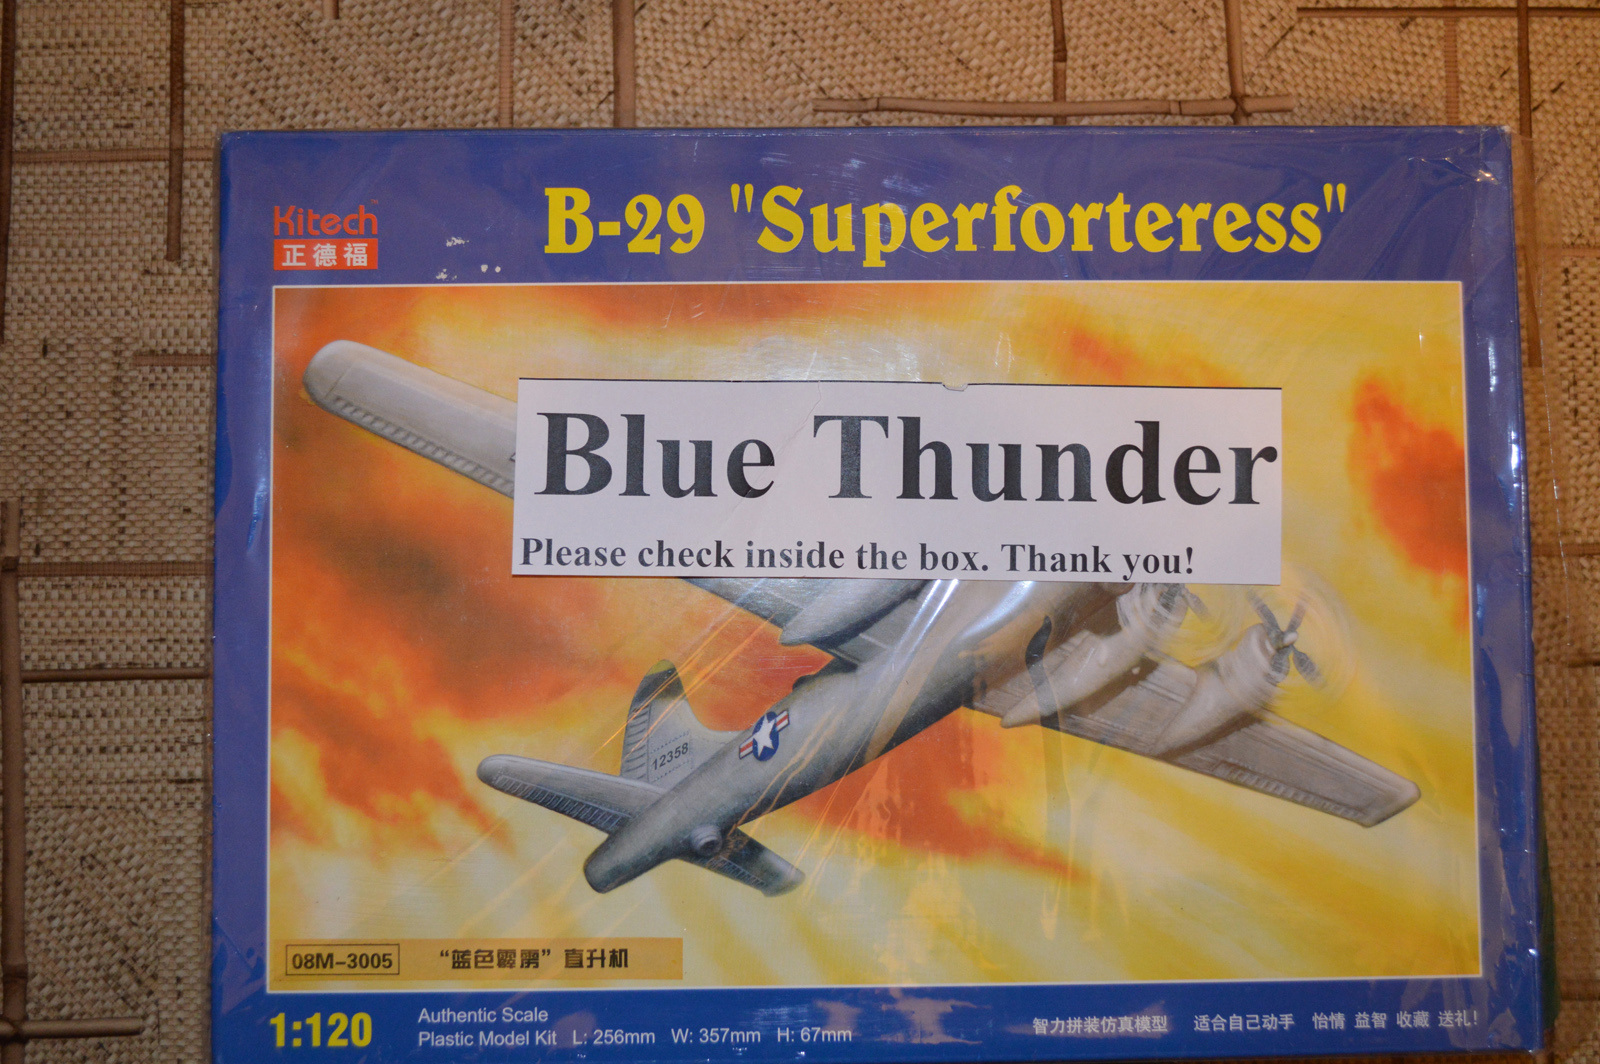 Kitech™
正德福
B-29 "Superforteress"
Blue Thunder
Please check inside the box. Thank you!
12358
08M-3005 “蓝色霹雳”直升机
1:120
Authentic Scale
Plastic Model Kit L: 256mm W: 357mm H: 67mm
智力拼装仿真模型 适合自己动手 怡情 益智 收藏 送礼!